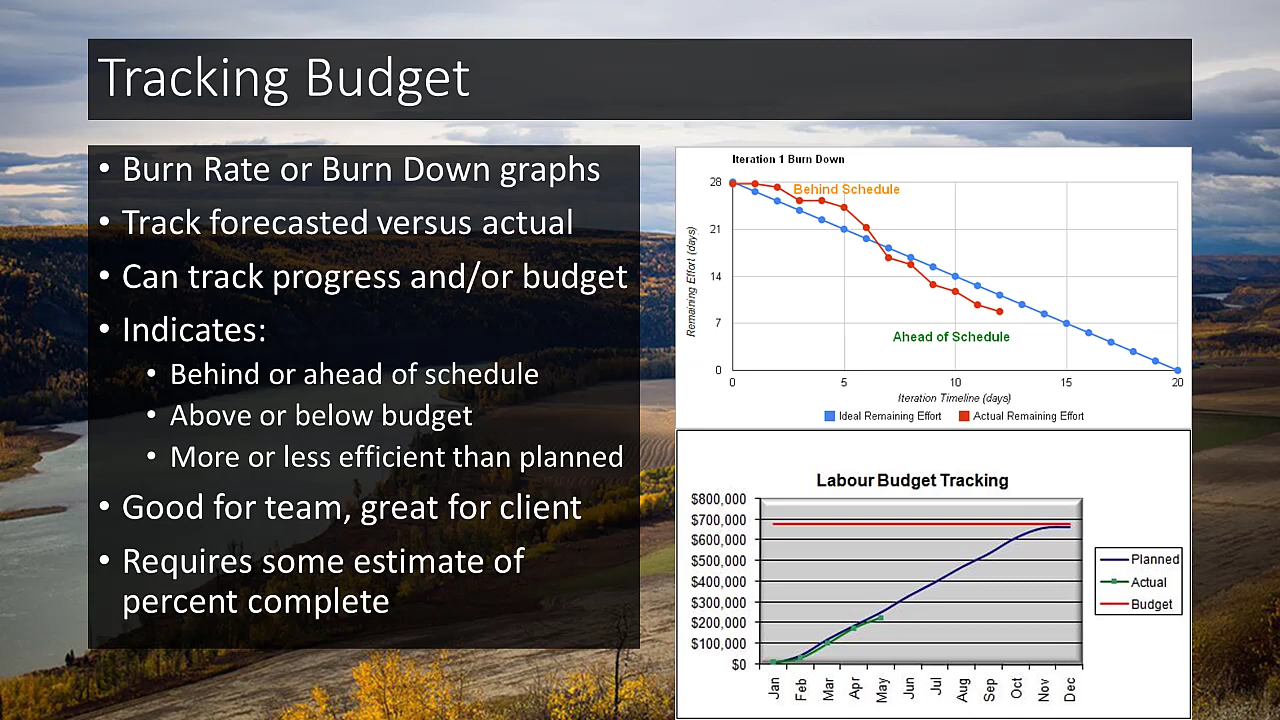 Tracking Budget
• Burn Rate or Burn Down graphs
• Track forecasted versus actual
• Can track progress and/or budget
• Indicates:
• Behind or ahead of schedule
• Above or below budget
• More or less efficient than planned
• Good for team, great for client
• Requires some estimate of
percent complete
Iteration 1 Burn Down
Behind Schedule
28
21
14
7
0
Remaining Effort (days)
Ahead of Schedule
0 5 10 15 20
Iteration Timeline (days)
Ideal Remaining Effort Actual Remaining Effort
Labour Budget Tracking
$800,000
$700,000
$600,000
$500,000
$400,000
$300,000
$200,000
$100,000
$0
Jan Feb Mar Apr May Jun Jul Aug Sep Oct Nov Dec
Planned
Actual
Budget